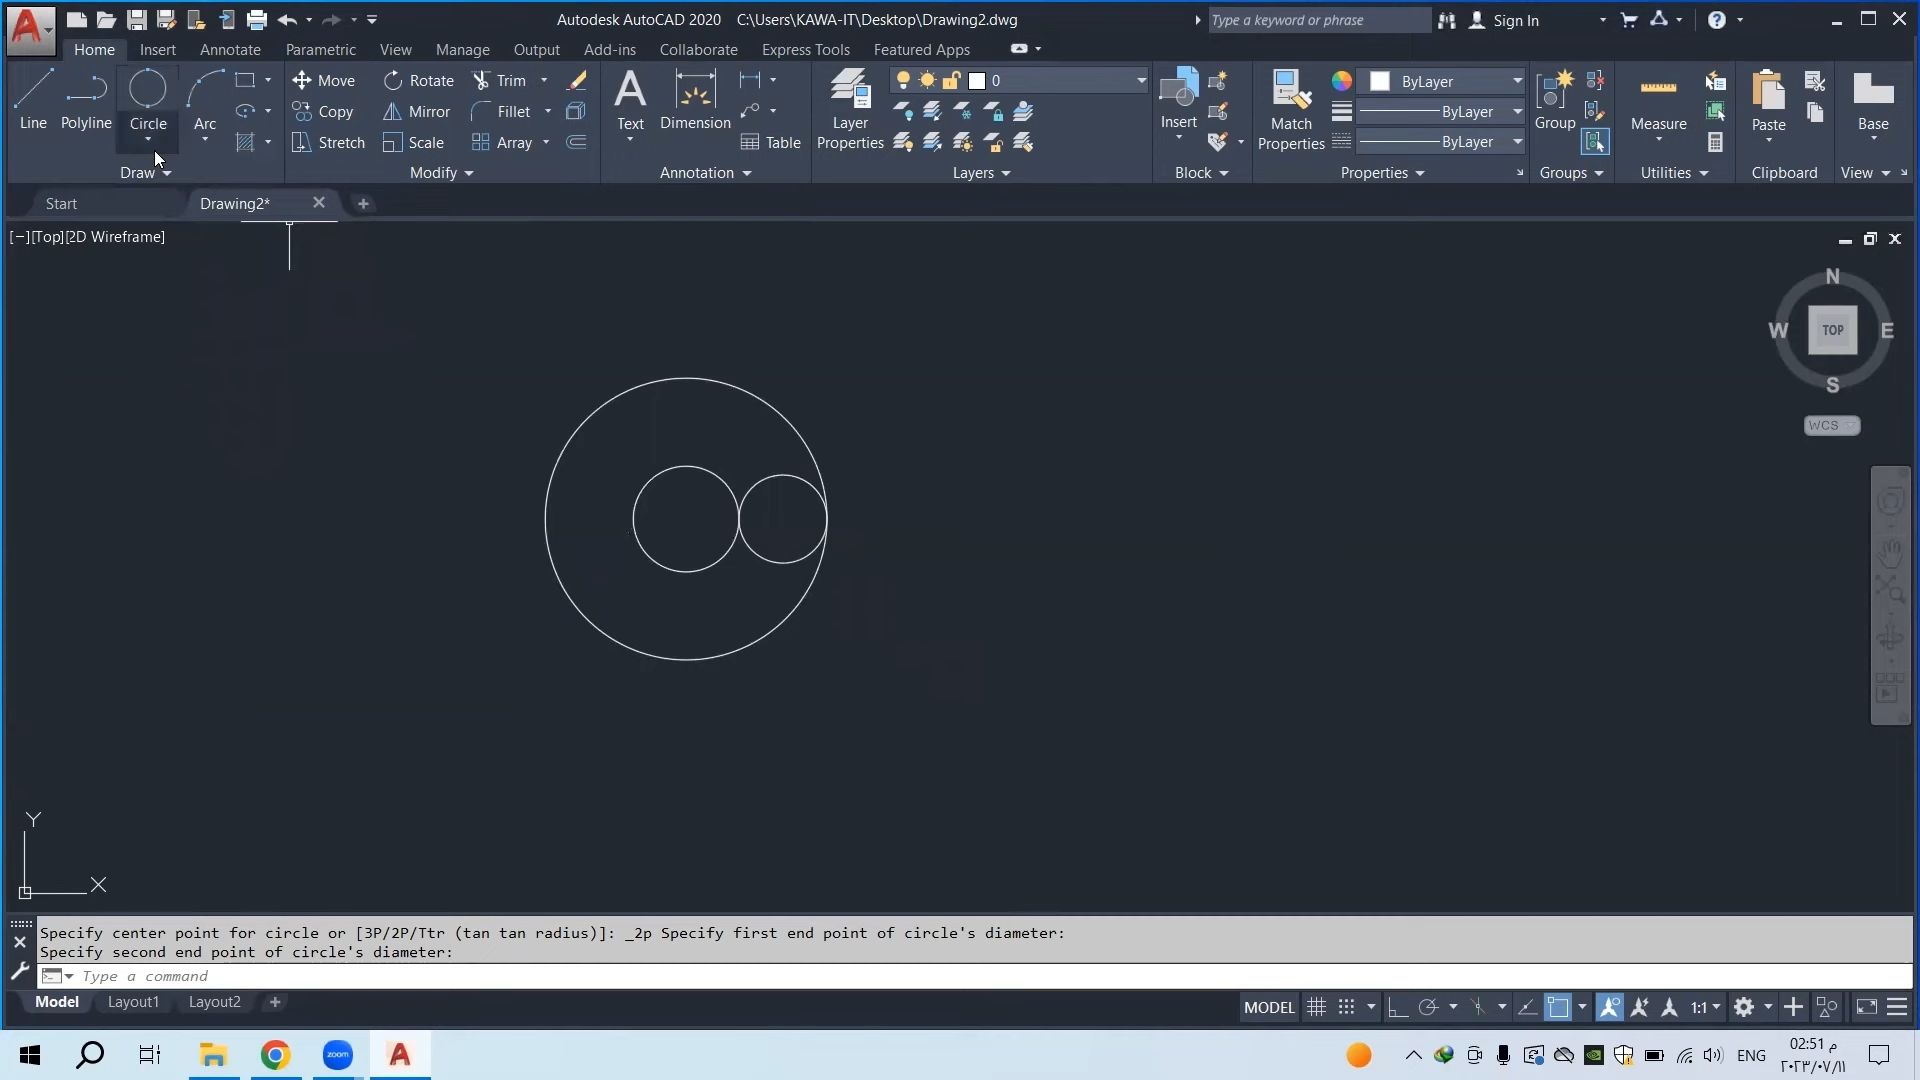 Autodesk AutoCAD 2020 C:\Users\KAWA-IT\Desktop\Drawing2.dwg
Type a keyword or phrase
Sign In
Home Insert Annotate Parametric View Manage Output Add-ins Collaborate Express Tools Featured Apps
Line
Polyline
Circle
Arc
Draw
Move
Rotate
Trim
Copy
Mirror
Fillet
Stretch
Scale
Array
Modify
Text
Dimension
Table
Annotation
Layer
Properties
0
Layers
Insert
Block
Match
Properties
ByLayer
ByLayer
ByLayer
Properties
Group
Groups
Measure
Utilities
Paste
Clipboard
Base
View
Start
Drawing2*
[−][Top][2D Wireframe]
N
W
TOP
E
S
WCS
Y
X
Specify center point for circle or [3P/2P/Ttr (tan tan radius)]: _2p Specify first end point of circle's diameter:
Specify second end point of circle's diameter:
Type a command
Model Layout1 Layout2
MODEL
1:1
zoom
ENG
02:51 م
٢٠٢٣/٠٧/١١